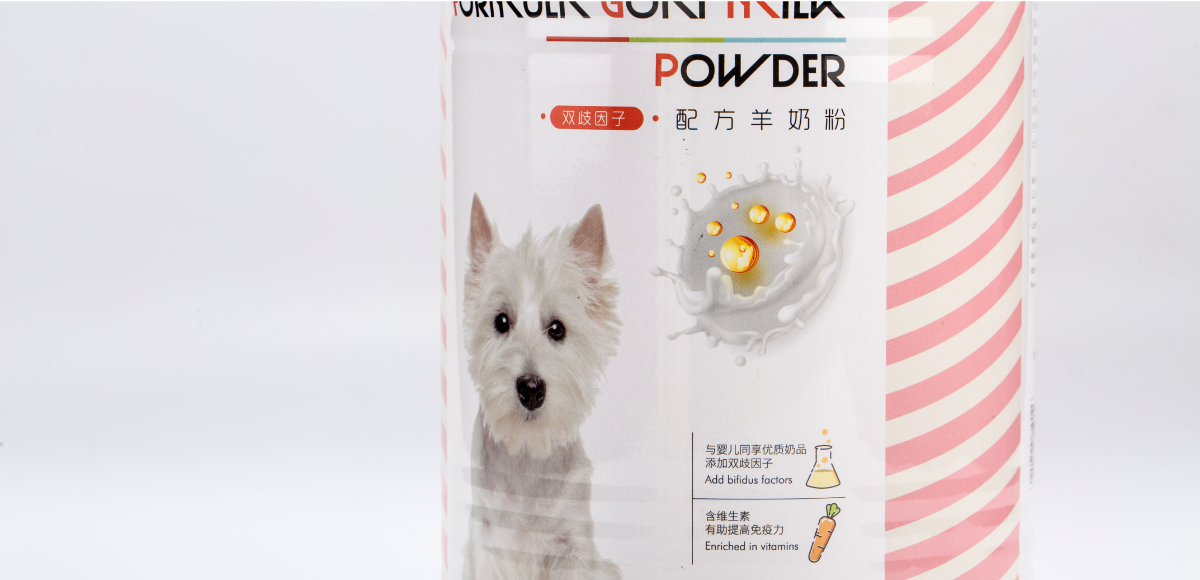 FORMULA GOAT MILK
POWDER
双歧因子
配方羊奶粉
与婴儿同享优质奶品
添加双歧因子
Add bifidus factors
含维生素
有助提高免疫力
Enriched in vitamins